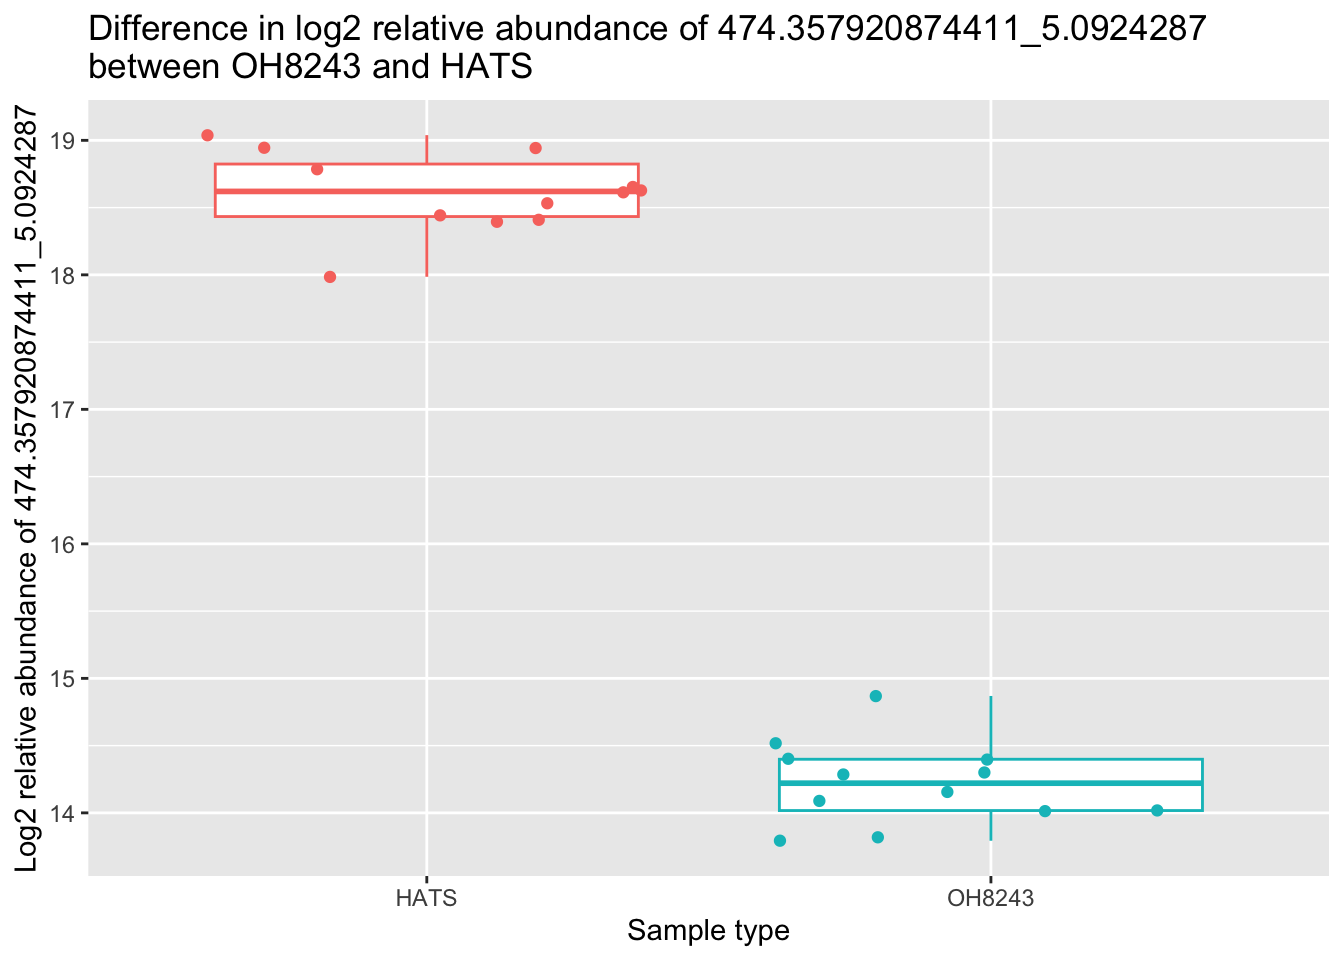 Difference in log2 relative abundance of 474.357920874411_5.0924287
between OH8243 and HATS
Log2 relative abundance of 474.357920874411_5.0924287
19
18
17
16
15
14
HATS
OH8243
Sample type